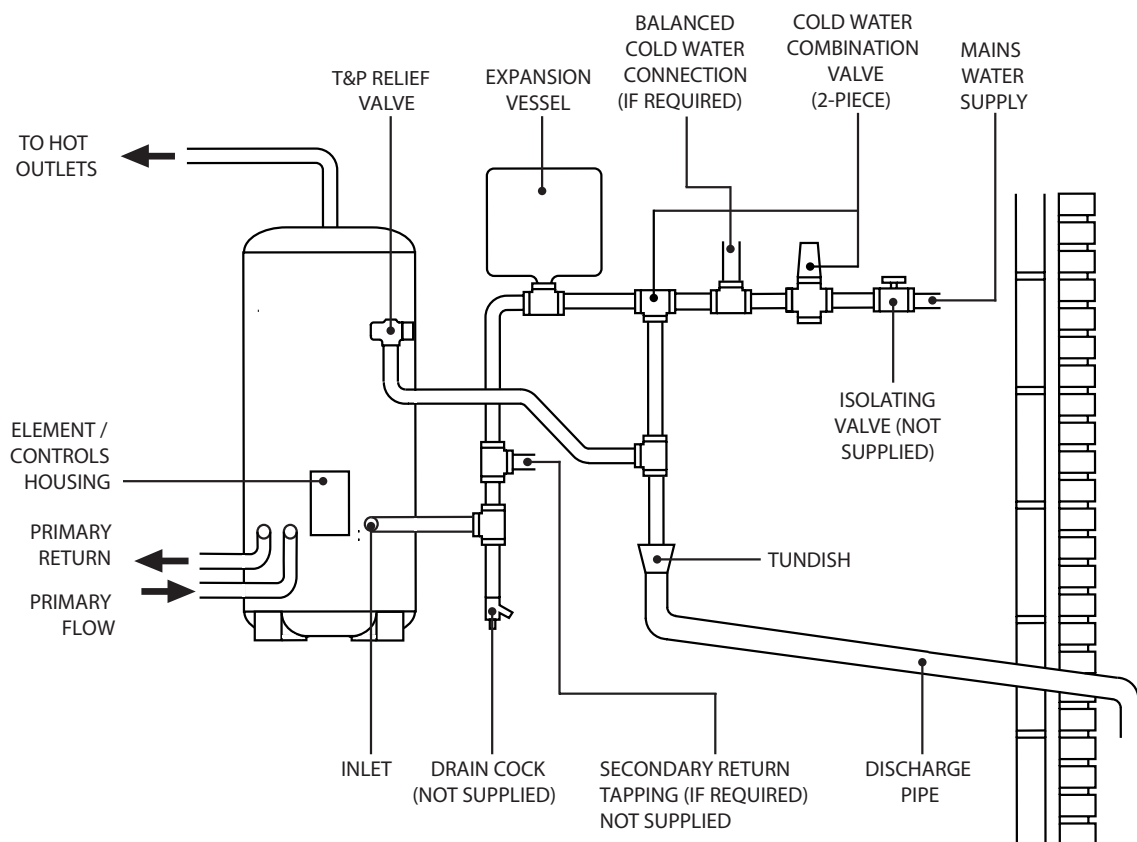 BALANCED
COLD WATER
CONNECTION
(IF REQUIRED)
COLD WATER
COMBINATION
VALVE
(2-PIECE)
MAINS
WATER
SUPPLY
T&P RELIEF
VALVE
EXPANSION
VESSEL
TO HOT
OUTLETS
ISOLATING
VALVE (NOT
SUPPLIED)
ELEMENT /
CONTROLS
HOUSING
PRIMARY
RETURN
PRIMARY
FLOW
TUNDISH
INLET
DRAIN COCK
(NOT SUPPLIED)
SECONDARY RETURN
TAPPING (IF REQUIRED)
NOT SUPPLIED
DISCHARGE
PIPE